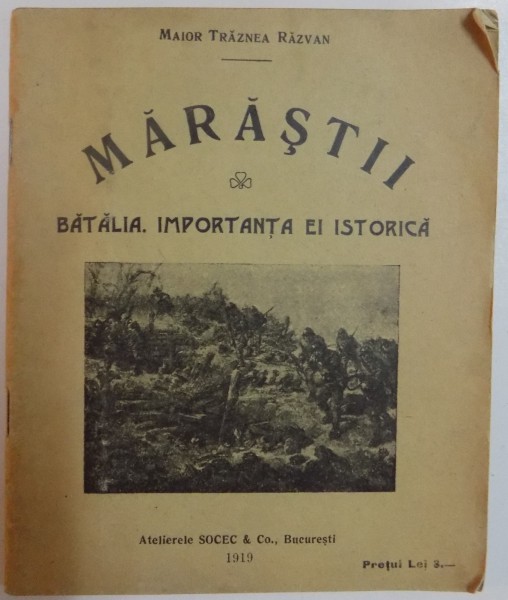 MAIOR TRĂZNEA RĂZVAN
MĂRĂŞTII
BĂTĂLIA. IMPORTANŢA EI ISTORICĂ
Atelierele SOCEC & Co., Bucureşti
1919
Preţul Lei 3.—